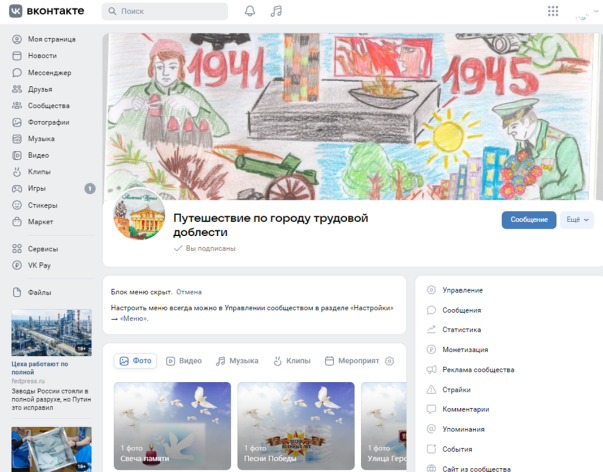 ВКОНТАКТЕ
Поиск
Моя страница
Новости
Мессенджер
Друзья
Сообщества
Фотографии
Музыка
Видео
Клипы
Игры 1
Стикеры
Маркет
Сервисы
VK Pay
Файлы
18+
Цеха работают по
полной
fedpress.ru
Заводы России стояли в
полной разрухе, но Путин
это исправил
18+
1941
1945
Путешествие по городу трудовой
доблести
Вы подписаны
Сообщение
Ещё
Блок меню скрыт. Отмена
Настроить меню всегда можно в Управлении сообществом в разделе «Настройки»
→ «Меню».
Фото
Видео
Музыка
Клипы
Мероприят
1 фото
Свеча памяти
1 фото
Песни Победы
1 фото
Улица Геро
Управление
Сообщения
Статистика
Монетизация
Реклама сообщества
Страйки
Комментарии
Упоминания
События
Сайт из сообщества